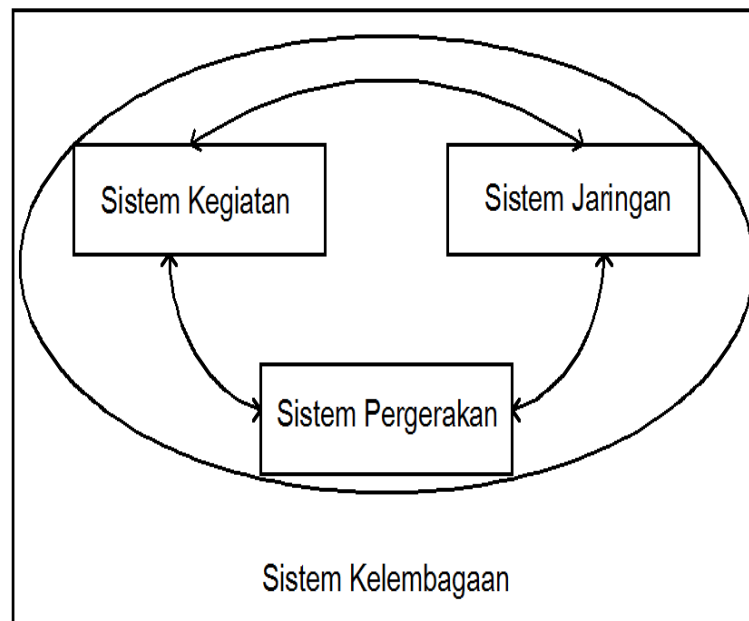 Sistem Kegiatan
Sistem Jaringan
Sistem Pergerakan
Sistem Kelembagaan